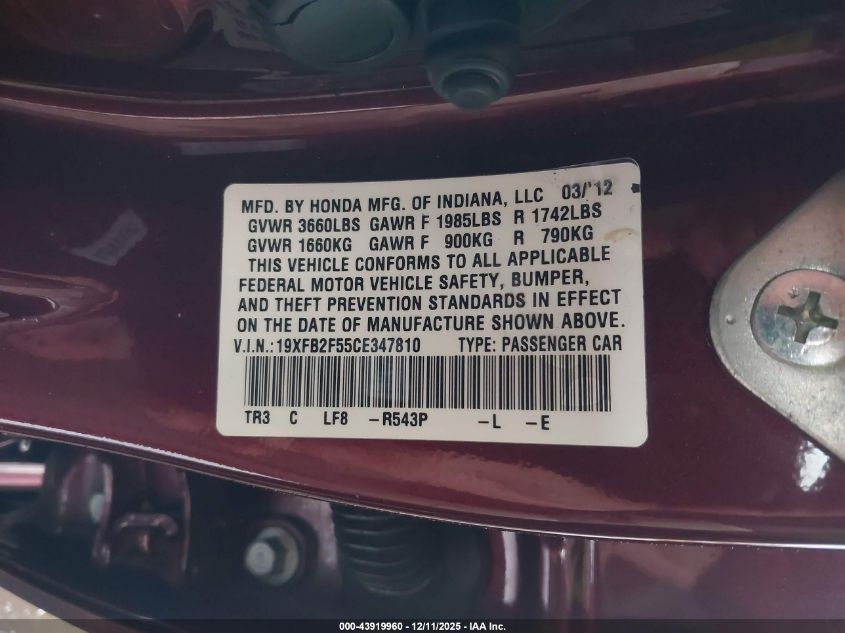 MFD. BY HONDA MFG. OF INDIANA, LLC 03/'12
GVWR 3660LBS GAWR F 1985LBS R 1742LBS
GVWR 1660KG GAWR F 900KG R 790KG
THIS VEHICLE CONFORMS TO ALL APPLICABLE
FEDERAL MOTOR VEHICLE SAFETY, BUMPER,
AND THEFT PREVENTION STANDARDS IN EFFECT
ON THE DATE OF MANUFACTURE SHOWN ABOVE.
V.I.N.:19XFB2F55CE347810 TYPE: PASSENGER CAR
TR3 C LF8 -R543P -L -E
000-43919960 - 12/11/2025 - IAA Inc.